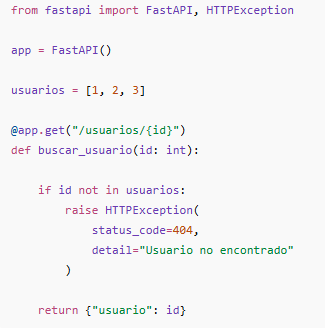 from fastapi import FastAPI, HTTPException

app = FastAPI()

usuarios = [1, 2, 3]

@app.get("/usuarios/{id}")
def buscar_usuario(id: int):

    if id not in usuarios:
        raise HTTPException(
            status_code=404,
            detail="Usuario no encontrado"
        )

    return {"usuario": id}